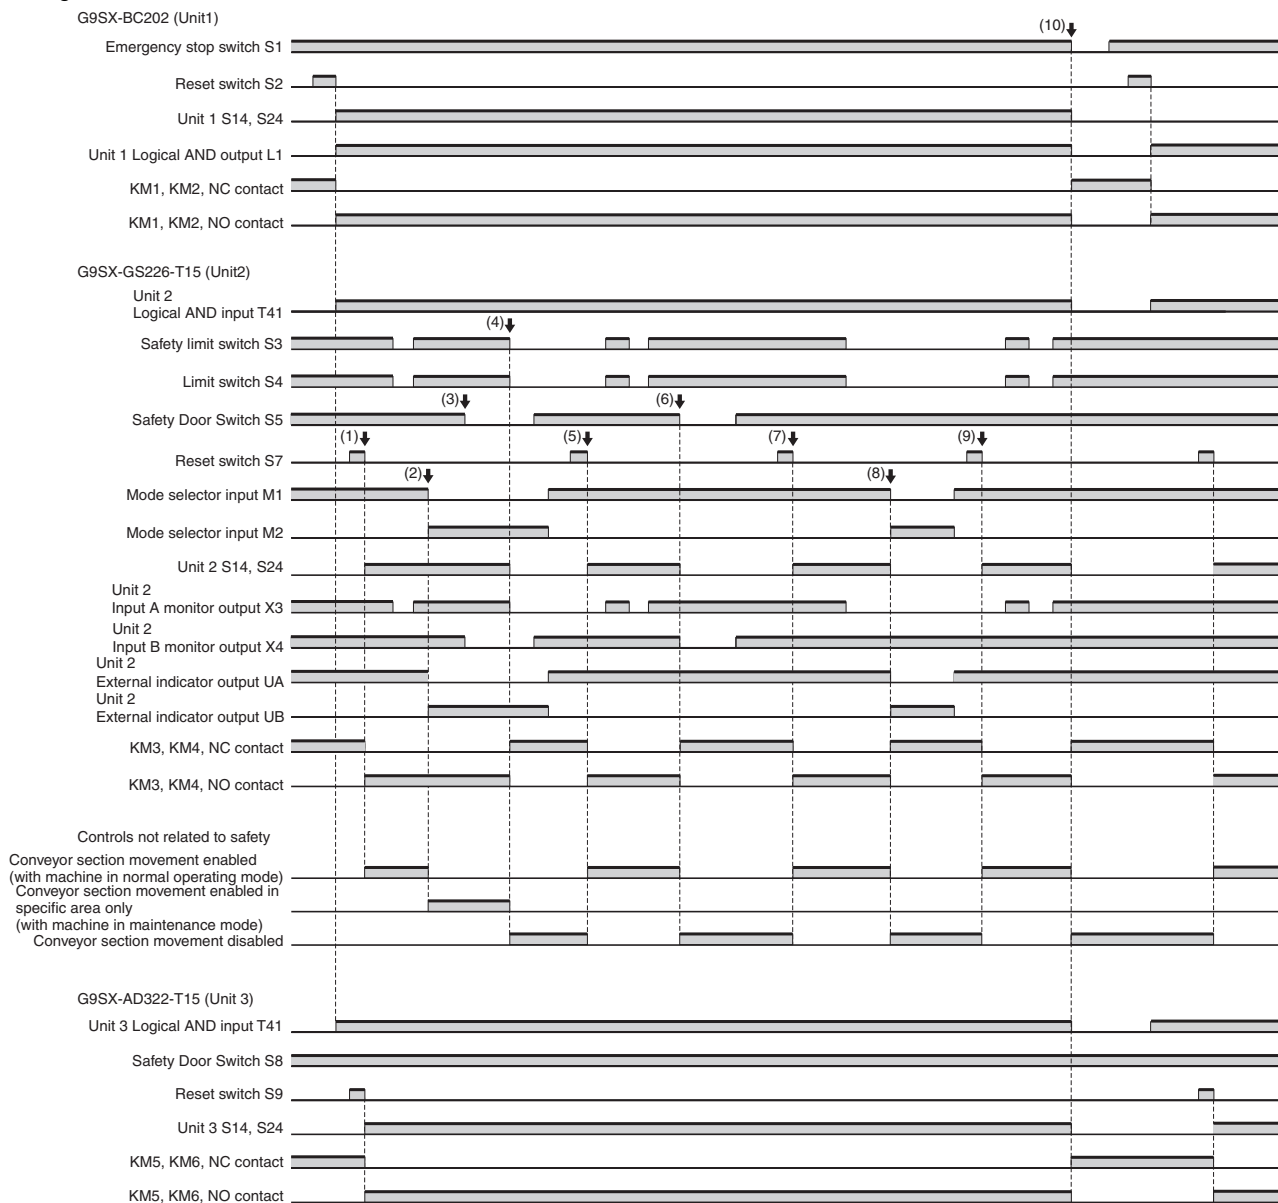 G9SX-BC202 (Unit1)
(10)
Emergency stop switch S1
Reset switch S2
Unit 1 S14, S24
Unit 1 Logical AND output L1
KM1, KM2, NC contact
KM1, KM2, NO contact
G9SX-GS226-T15 (Unit2)
Unit 2
Logical AND input T41
(4)
Safety limit switch S3
Limit switch S4
(3) (6)
Safety Door Switch S5
(1) (5) (7) (9)
Reset switch S7
(2) (8)
Mode selector input M1
Mode selector input M2
Unit 2 S14, S24
Unit 2
Input A monitor output X3
Unit 2
Input B monitor output X4
Unit 2
External indicator output UA
Unit 2
External indicator output UB
KM3, KM4, NC contact
KM3, KM4, NO contact
Controls not related to safety
Conveyor section movement enabled
(with machine in normal operating mode)
Conveyor section movement enabled in
specific area only
(with machine in maintenance mode)
Conveyor section movement disabled
G9SX-AD322-T15 (Unit 3)
Unit 3 Logical AND input T41
Safety Door Switch S8
Reset switch S9
Unit 3 S14, S24
KM5, KM6, NC contact
KM5, KM6, NO contact